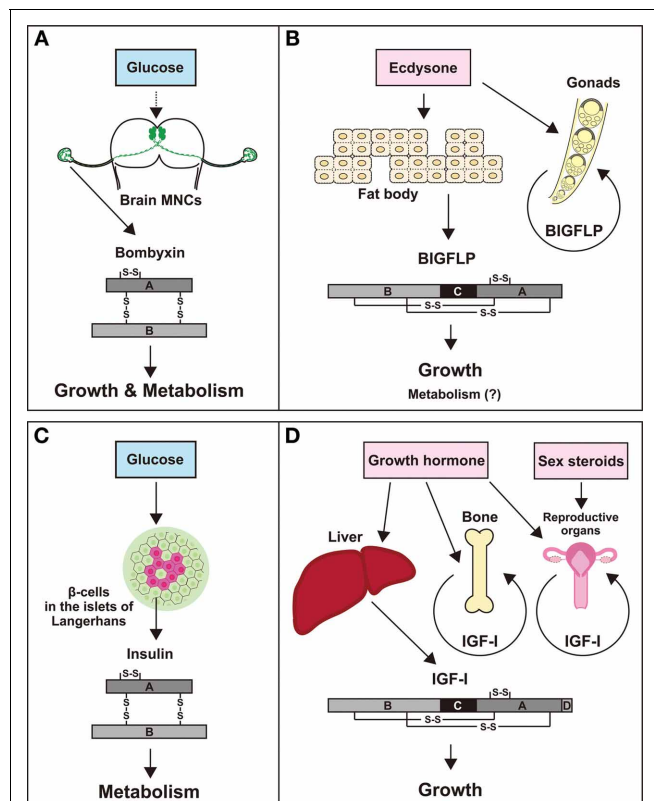 A
Glucose
Brain MNCs
Bombyxin
S-S
A
S
S
S
S
B
Growth & Metabolism
B
Ecdysone
Gonads
Fat body
BIGFLP
BIGFLP
S-S
B
C
A
S-S
S-S
Growth
Metabolism (?)
C
Glucose
β-cells
in the islets of
Langerhans
Insulin
S-S
A
S
S
S
S
B
Metabolism
D
Growth hormone
Sex steroids
Liver
Bone
Reproductive
organs
IGF-I
IGF-I
IGF-I
S-S
B
C
A
D
S-S
S-S
Growth